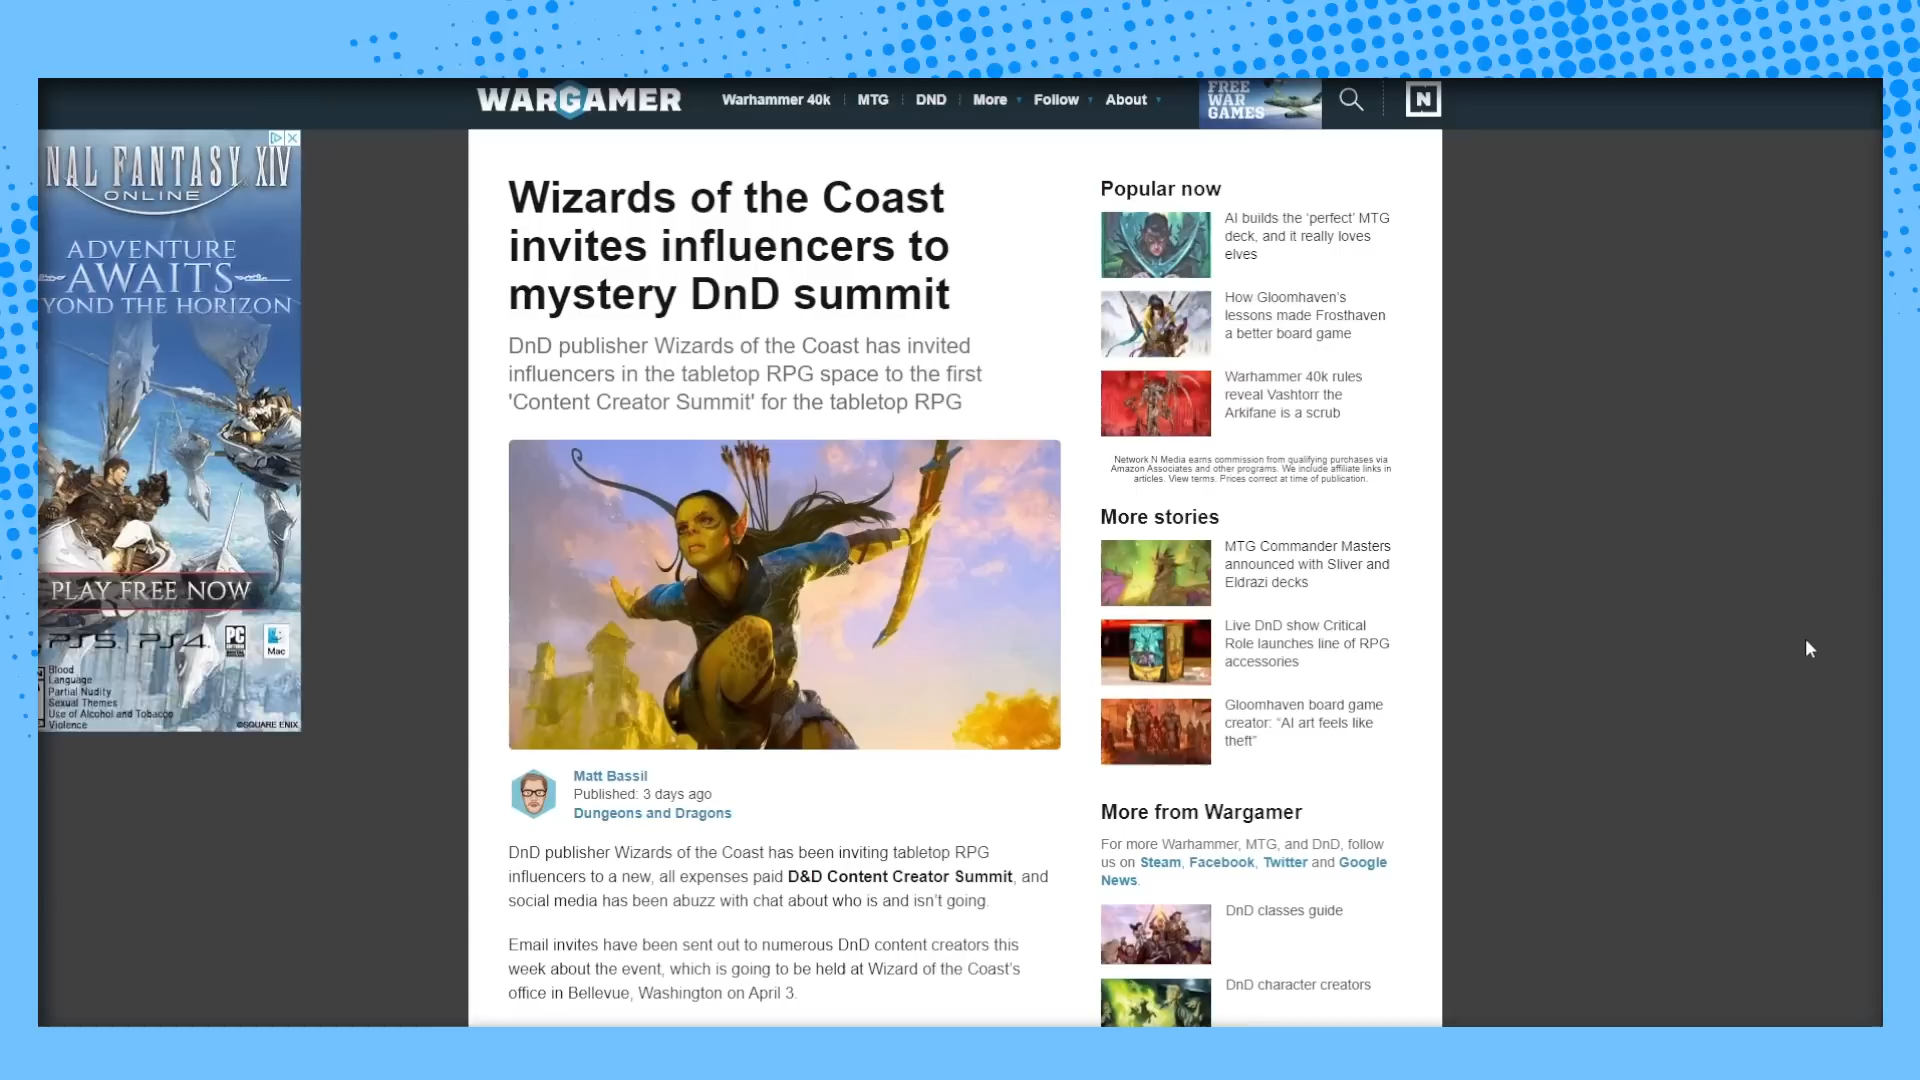 WARGAMER
Warhammer 40k
MTG
DND
More
Follow
About
FREE
WAR
GAMES
N
NAL FANTASY XIV
ONLINE
ADVENTURE
AWAITS
YOND THE HORIZON
PLAY FREE NOW
PS5 | PS4
PC
Mac
Blood
Language
Partial Nudity
Sexual Themes
Use of Alcohol and Tobacco
Violence
©SQUARE ENIX
Wizards of the Coast
invites influencers to
mystery DnD summit
DnD publisher Wizards of the Coast has invited
influencers in the tabletop RPG space to the first
'Content Creator Summit' for the tabletop RPG
Matt Bassil
Published: 3 days ago
Dungeons and Dragons
DnD publisher Wizards of the Coast has been inviting tabletop RPG
influencers to a new, all expenses paid D&D Content Creator Summit, and
social media has been abuzz with chat about who is and isn't going.
Email invites have been sent out to numerous DnD content creators this
week about the event, which is going to be held at Wizard of the Coast's
office in Bellevue, Washington on April 3.
Popular now
AI builds the 'perfect' MTG
deck, and it really loves
elves
How Gloomhaven's
lessons made Frosthaven
a better board game
Warhammer 40k rules
reveal Vashtorr the
Arkifane is a scrub
Network N Media earns commission from qualifying purchases via
Amazon Associates and other programs. We include affiliate links in
articles. View terms. Prices correct at time of publication.
More stories
MTG Commander Masters
announced with Sliver and
Eldrazi decks
Live DnD show Critical
Role launches line of RPG
accessories
Gloomhaven board game
creator: "AI art feels like
theft"
More from Wargamer
For more Warhammer, MTG, and DnD, follow
us on Steam, Facebook, Twitter and Google
News.
DnD classes guide
DnD character creators